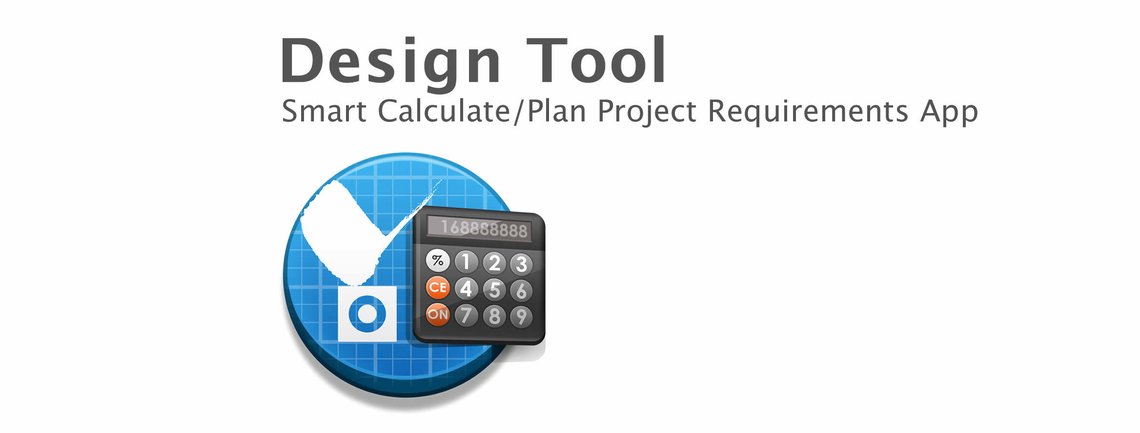 Design Tool
Smart Calculate/Plan Project Requirements App
168888888
% 1 2 3
CE 4 5 6
ON 7 8 9